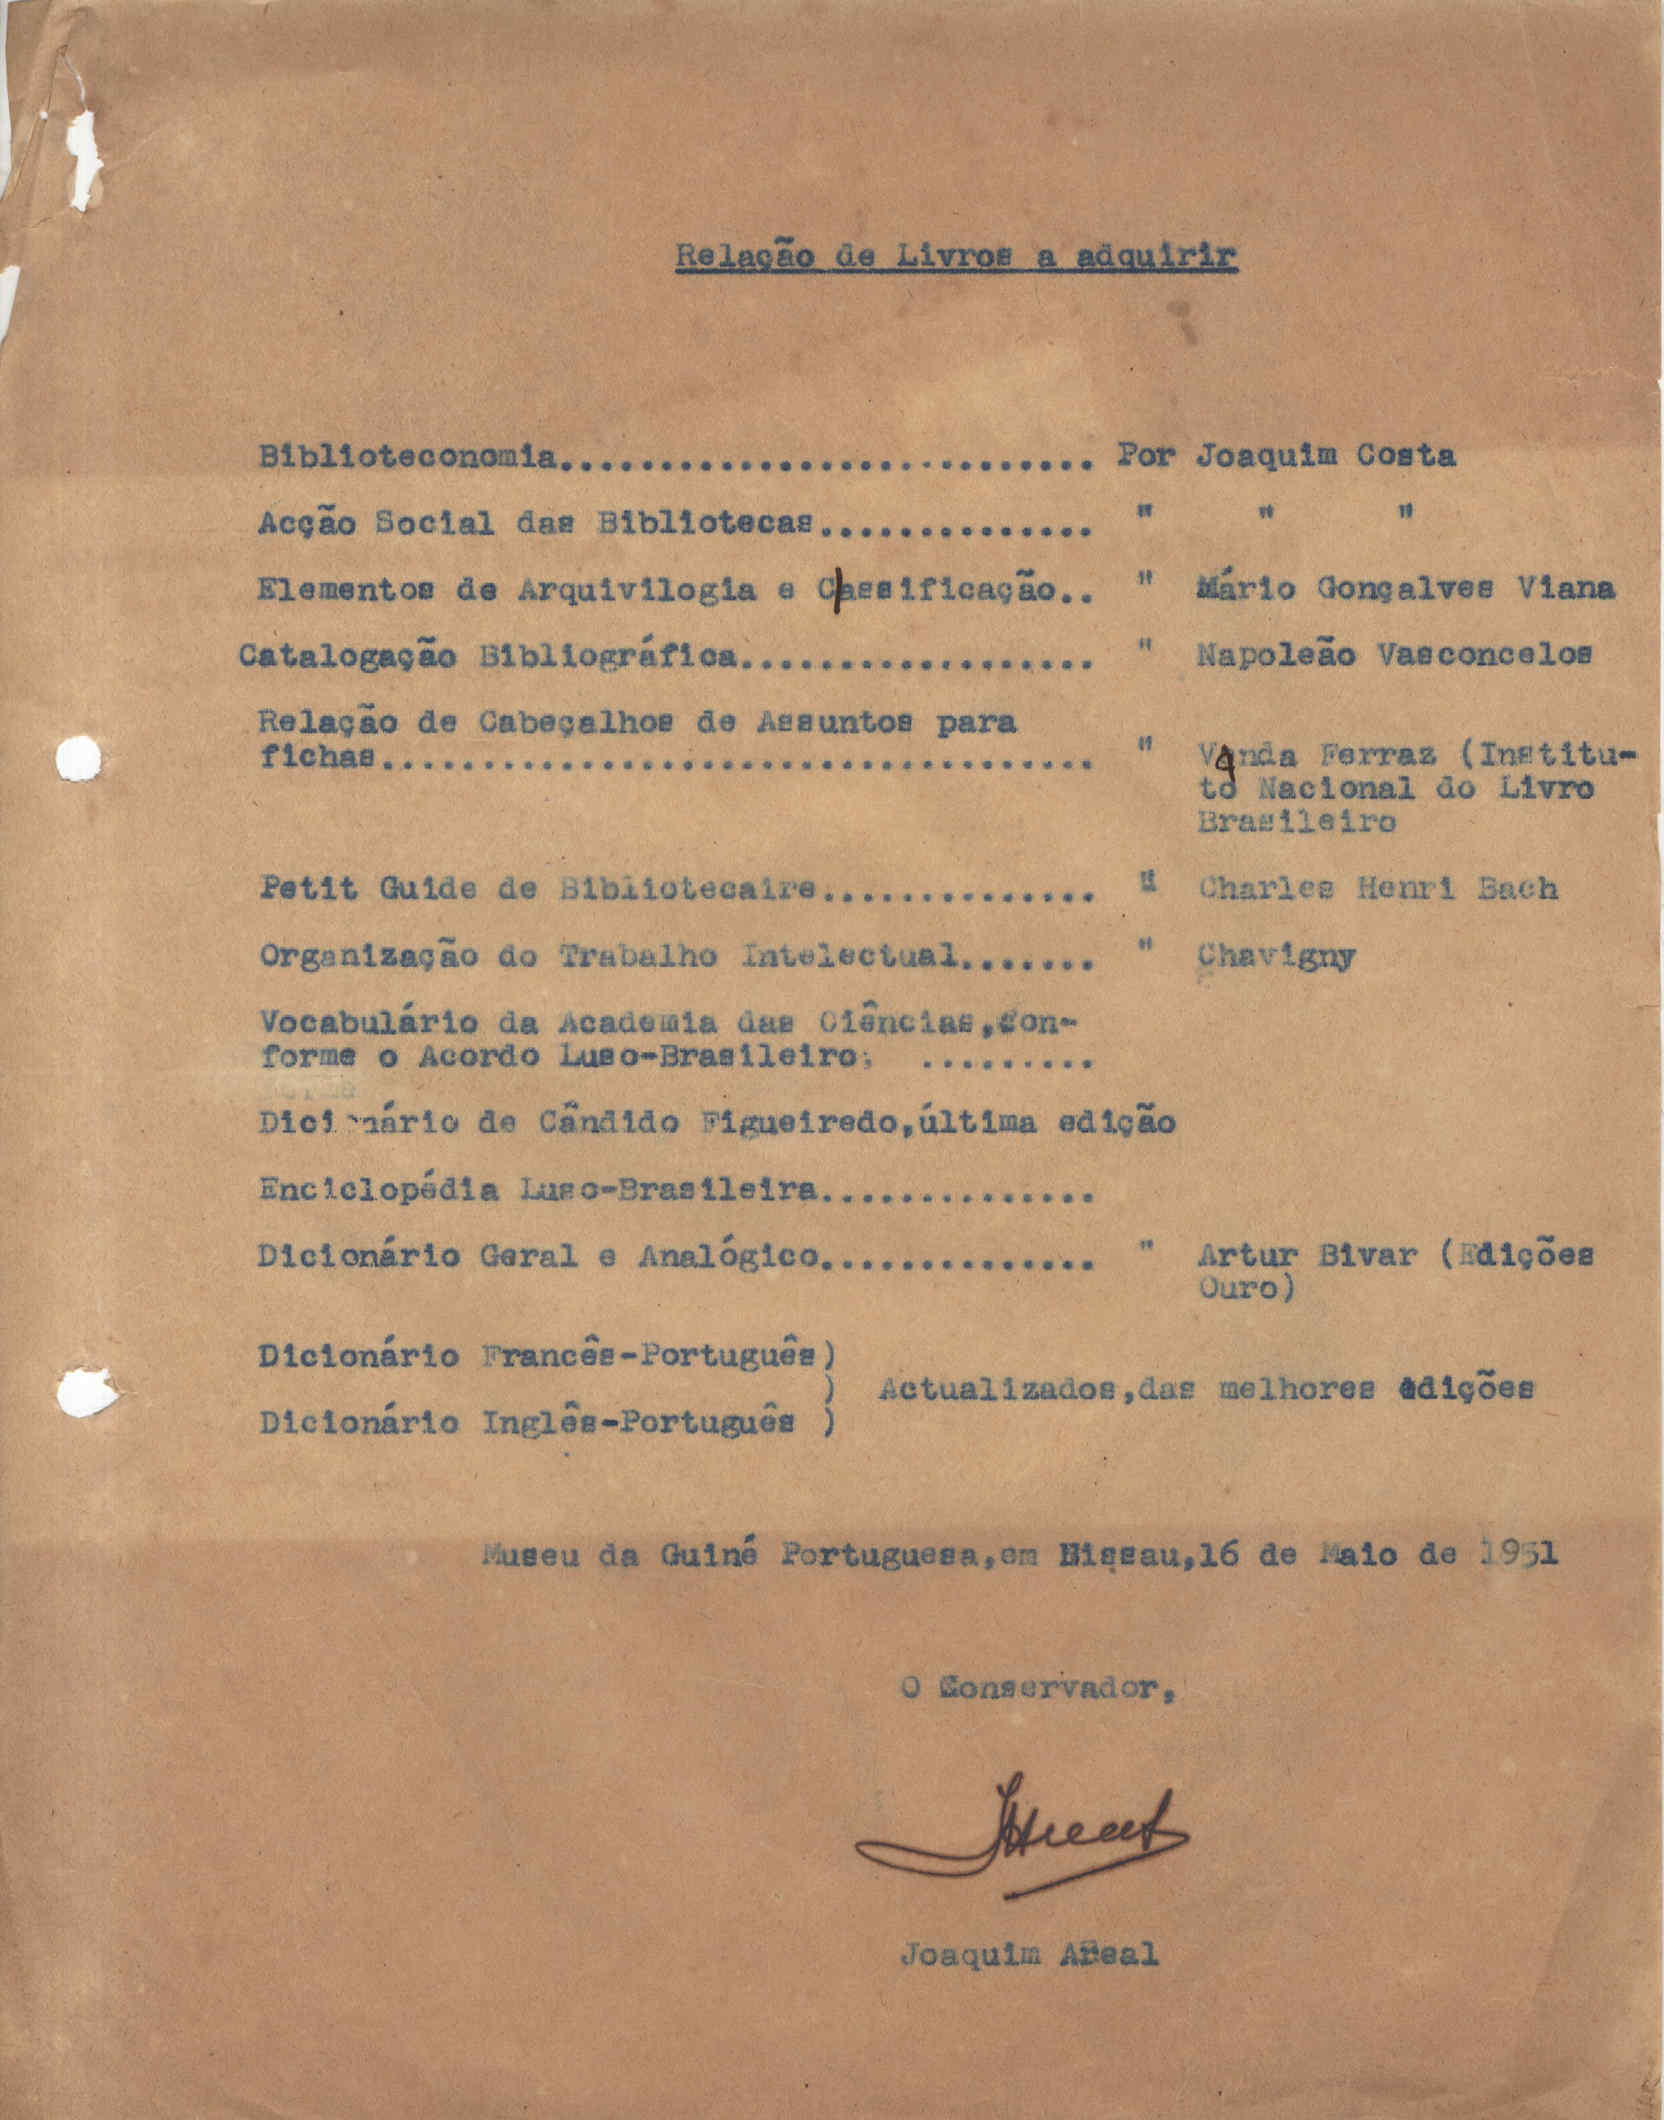 Relação de Livros a adquirir
Biblioteconomia........................... Por Joaquim Costa
Acção Social das Bibliotecas.............. " " "
Elementos de Arquivilogia e Classificação.. " Mário Gonçalves Viana
Catalogação Bibliográfica.................. " Napoleão Vasconcelos
Relação de Cabeçalhos de Assuntos para
fichas.................................... " Vanda Ferraz (Institu-
to Nacional do Livro
Brasileiro
Petit Guide de Bibliotecaire.............. " Charles Henri Bach
Organização do Trabalho Intelectual....... " Chavigny
Vocabulário da Academia das Ciências,con-
forme o Acordo Luso-Brasileiro; .........
Dicionário de Cândido Figueiredo,última edição
Enciclopédia Luso-Brasileira..............
Dicionário Geral e Analógico.............. " Artur Bivar (Edições
Ouro)
Dicionário Francês-Português)
) Actualizados,das melhores edições
Dicionário Inglês-Português )
Museu da Guiné Portuguesa,em Bissau,16 de Maio de 1951
O Conservador,
Joaquim Areal